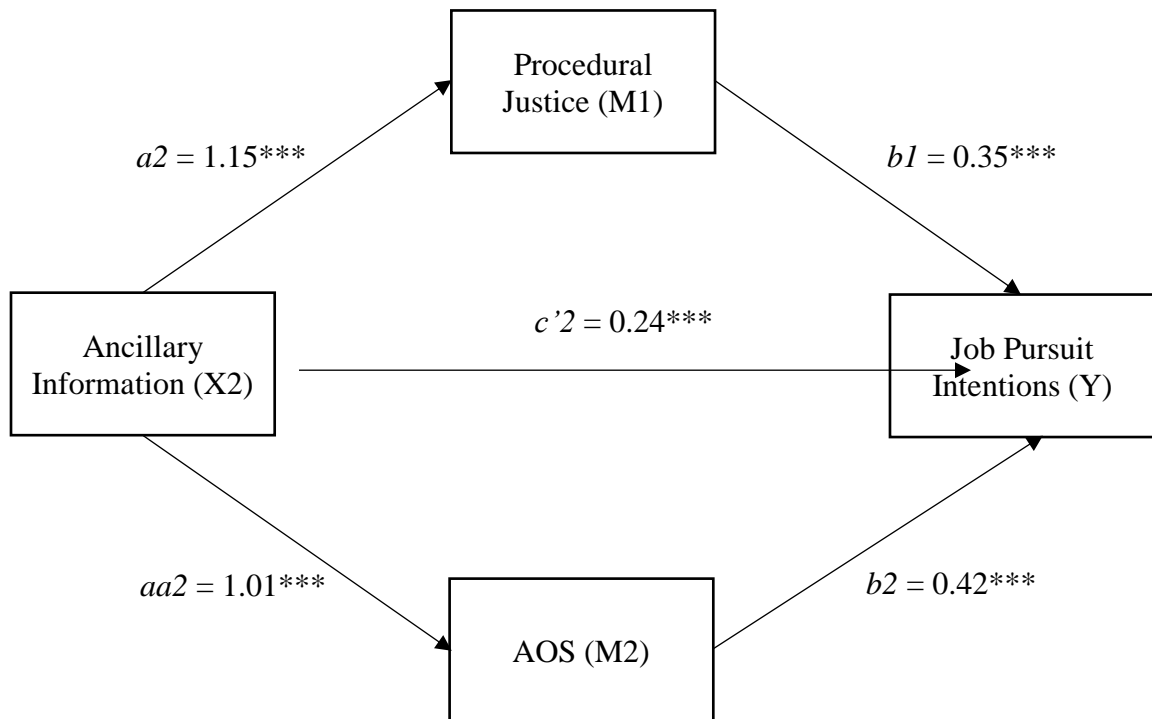 Procedural
Justice (M1)
a2 = 1.15***
b1 = 0.35***
Ancillary
Information (X2)
c’2 = 0.24***
Job Pursuit
Intentions (Y)
aa2 = 1.01***
b2 = 0.42***
AOS (M2)